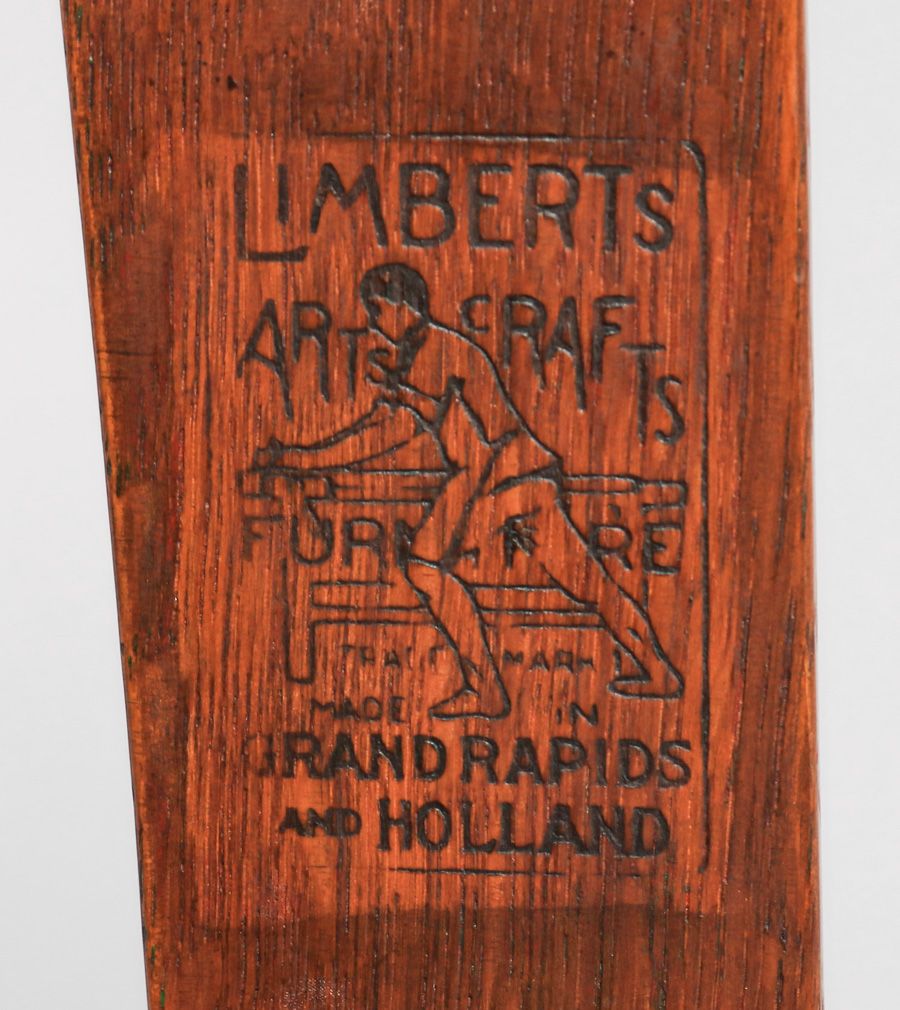 LIMBERTS
ARTS CRAFTS
FURNITURE
TRADE MARK
MADE IN
GRAND RAPIDS
AND HOLLAND